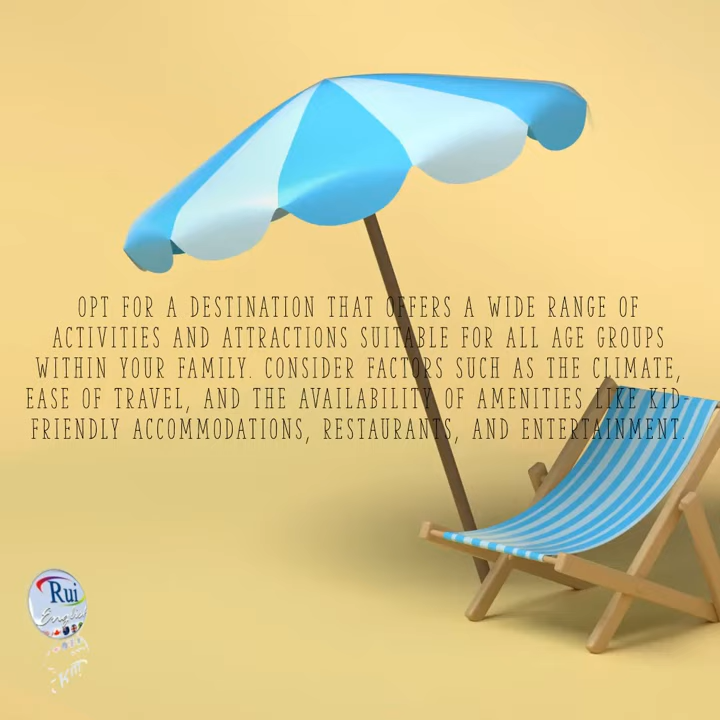 OPT FOR A DESTINATION THAT OFFERS A WIDE RANGE OF
ACTIVITIES AND ATTRACTIONS SUITABLE FOR ALL AGE GROUPS
WITHIN YOUR FAMILY. CONSIDER FACTORS SUCH AS THE CLIMATE,
EASE OF TRAVEL, AND THE AVAILABILITY OF AMENITIES LIKE KID-
FRIENDLY ACCOMMODATIONS, RESTAURANTS, AND ENTERTAINMENT.
Rui
English